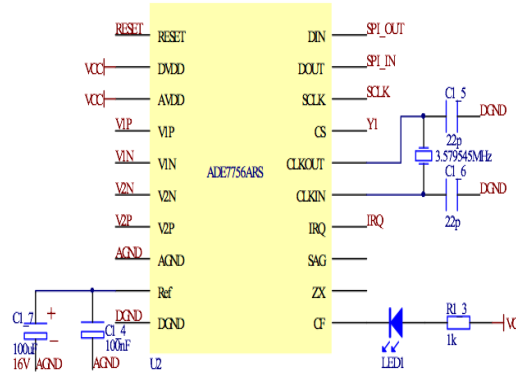 RESET RESET DIN SPI_OUT
VCC DVDD DOUT SPI_IN
VCC AVDD SCLK SCLK
V1P V1P CS Y1
V1N V1N CLKOUT
V2N V2N CLKIN
V2P V2P IRQ IRQ
AGND AGND SAG
Ref ZX
DGND DGND CF
ADE7756ARS
U2
C1_5 DGND
22p
3.579545MHz
C1_6 DGND
22p
C1_7 +
100uf −
16V AGND
C1_4
100nF
AGND
LED1
R1_3
1k